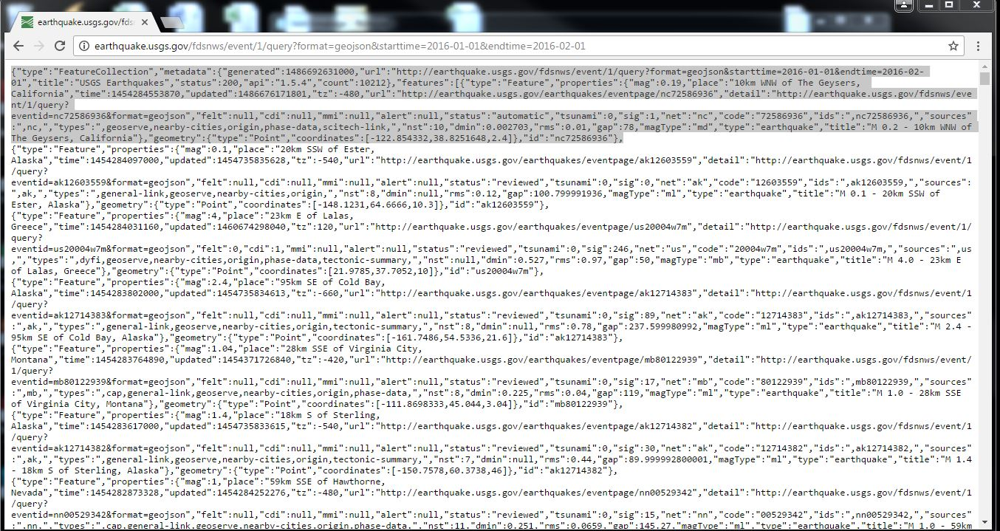 earthquake.usgs.gov/fds
earthquake.usgs.gov/fdsnws/event/1/query?format=geojson&starttime=2016-01-01&endtime=2016-02-01
{"type":"FeatureCollection","metadata":{"generated":1486692631000,"url":"http://earthquake.usgs.gov/fdsnws/event/1/query?format=geojson&starttime=2016-01-01&endtime=2016-02-
01","title":"USGS Earthquakes","status":200,"api":"1.5.4","count":10212},"features":[{"type":"Feature","properties":{"mag":0.19,"place":"10km WNW of The Geysers,
California","time":1454284553870,"updated":1486676171801,"tz":-480,"url":"http://earthquake.usgs.gov/earthquakes/eventpage/nc72586936","detail":"http://earthquake.usgs.gov/fdsnws/eve
nt/1/query?
eventid=nc72586936&format=geojson","felt":null,"cdi":null,"mmi":null,"alert":null,"status":"automatic","tsunami":0,"sig":1,"net":"nc","code":"72586936","ids":",nc72586936,","sources"
:",nc,","types":",general-link,geoserve,nearby-cities,origin,phase-data,scitech-link,","nst":10,"dmin":0.002703,"rms":0.01,"gap":78,"magType":"md","type":"earthquake","title":"M 0.2 - 10km WNW of
The Geysers, California"},"geometry":{"type":"Point","coordinates":[-122.854332,38.8251648,2.4]},"id":"nc72586936"},
{"type":"Feature","properties":{"mag":0.1,"place":"20km SSW of Ester,
Alaska","time":1454284097000,"updated":1454735835628,"tz":-540,"url":"http://earthquake.usgs.gov/earthquakes/eventpage/ak12603559","detail":"http://earthquake.usgs.gov/fdsnws/event/1
/query?
eventid=ak12603559&format=geojson","felt":null,"cdi":null,"mmi":null,"alert":null,"status":"reviewed","tsunami":0,"sig":0,"net":"ak","code":"12603559","ids":",ak12603559,","sources":
",ak,","types":",general-link,geoserve,nearby-cities,origin,","nst":8,"dmin":null,"rms":0.12,"gap":100.799991936,"magType":"ml","type":"earthquake","title":"M 0.1 - 20km SSW of
Ester, Alaska"},"geometry":{"type":"Point","coordinates":[-148.1231,64.6666,10.3]},"id":"ak12603559"},
{"type":"Feature","properties":{"mag":4,"place":"23km E of Lalas,
Greece","time":1454284031160,"updated":1460674298040,"tz":120,"url":"http://earthquake.usgs.gov/earthquakes/eventpage/us20004w7m","detail":"http://earthquake.usgs.gov/fdsnws/event/1/
query?
eventid=us20004w7m&format=geojson","felt":0,"cdi":1,"mmi":null,"alert":null,"status":"reviewed","tsunami":0,"sig":246,"net":"us","code":"20004w7m","ids":",us20004w7m,","sources":",us
,","types":",dyfi,geoserve,nearby-cities,origin,phase-data,tectonic-summary,","nst":null,"dmin":0.527,"rms":0.97,"gap":50,"magType":"mb","type":"earthquake","title":"M 4.0 - 23km E
of Lalas, Greece"},"geometry":{"type":"Point","coordinates":[21.9785,37.7052,10]},"id":"us20004w7m"},
{"type":"Feature","properties":{"mag":2.4,"place":"95km SE of Cold Bay,
Alaska","time":1454283802000,"updated":1454735834613,"tz":-660,"url":"http://earthquake.usgs.gov/earthquakes/eventpage/ak12714383","detail":"http://earthquake.usgs.gov/fdsnws/event/1
/query?
eventid=ak12714383&format=geojson","felt":null,"cdi":null,"mmi":null,"alert":null,"status":"reviewed","tsunami":0,"sig":89,"net":"ak","code":"12714383","ids":",ak12714383,","sources"
:",ak,","types":",general-link,geoserve,nearby-cities,origin,tectonic-summary,","nst":8,"dmin":null,"rms":0.78,"gap":237.599980992,"magType":"ml","type":"earthquake","title":"M 2.4 -
95km SE of Cold Bay, Alaska"},"geometry":{"type":"Point","coordinates":[-161.7486,54.5336,21.6]},"id":"ak12714383"},
{"type":"Feature","properties":{"mag":1.04,"place":"28km SSE of Virginia City,
Montana","time":1454283764890,"updated":1454371726840,"tz":-420,"url":"http://earthquake.usgs.gov/earthquakes/eventpage/mb80122939","detail":"http://earthquake.usgs.gov/fdsnws/event/
1/query?
eventid=mb80122939&format=geojson","felt":null,"cdi":null,"mmi":null,"alert":null,"status":"reviewed","tsunami":0,"sig":17,"net":"mb","code":"80122939","ids":",mb80122939,","sources"
:",mb,","types":",cap,general-link,geoserve,nearby-cities,origin,phase-data,","nst":8,"dmin":0.225,"rms":0.04,"gap":119,"magType":"ml","type":"earthquake","title":"M 1.0 - 28km SSE
of Virginia City, Montana"},"geometry":{"type":"Point","coordinates":[-111.8698333,45.044,3.04]},"id":"mb80122939"},
{"type":"Feature","properties":{"mag":1.4,"place":"18km S of Sterling,
Alaska","time":1454283617000,"updated":1454735833615,"tz":-540,"url":"http://earthquake.usgs.gov/earthquakes/eventpage/ak12714382","detail":"http://earthquake.usgs.gov/fdsnws/event/1
/query?
eventid=ak12714382&format=geojson","felt":null,"cdi":null,"mmi":null,"alert":null,"status":"reviewed","tsunami":0,"sig":30,"net":"ak","code":"12714382","ids":",ak12714382,","sources"
:",ak,","types":",general-link,geoserve,nearby-cities,origin,tectonic-summary,","nst":7,"dmin":null,"rms":0.44,"gap":89.999992800001,"magType":"ml","type":"earthquake","title":"M 1.4
- 18km S of Sterling, Alaska"},"geometry":{"type":"Point","coordinates":[-150.7578,60.3738,46]},"id":"ak12714382"},
{"type":"Feature","properties":{"mag":1,"place":"59km SSE of Hawthorne,
Nevada","time":1454282873328,"updated":1454284252276,"tz":-480,"url":"http://earthquake.usgs.gov/earthquakes/eventpage/nn00529342","detail":"http://earthquake.usgs.gov/fdsnws/event/1
/query?
eventid=nn00529342&format=geojson","felt":null,"cdi":null,"mmi":null,"alert":null,"status":"reviewed","tsunami":0,"sig":15,"net":"nn","code":"00529342","ids":",nn00529342,","sources"
:",nn,","types":",cap,general-link,geoserve,nearby-cities,origin,phase-data,","nst":11,"dmin":0.251,"rms":0.0659,"gap":145.27,"magType":"ml","type":"earthquake","title":"M 1.0 - 59km